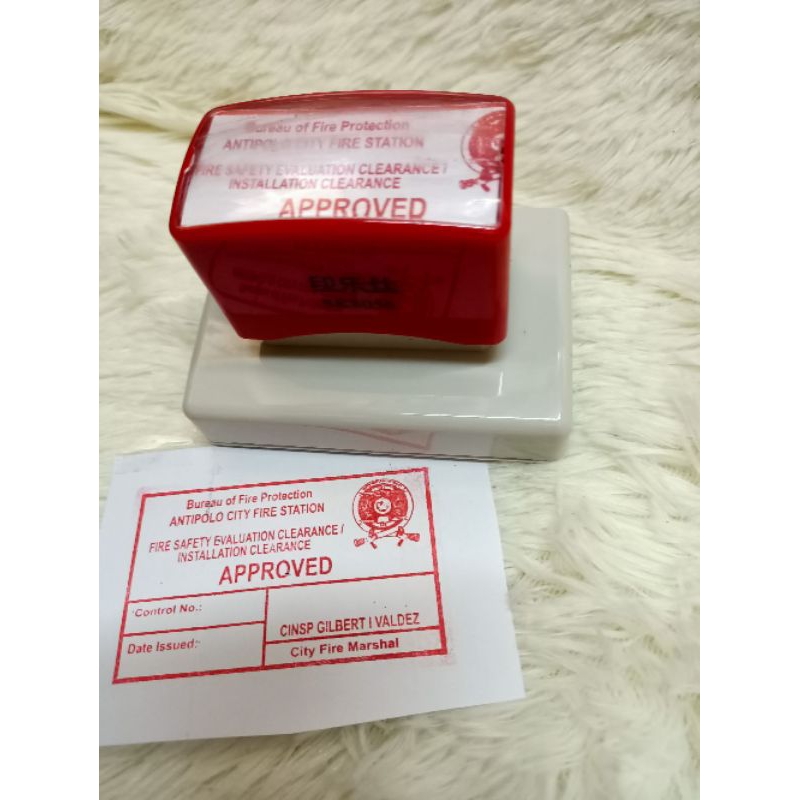 Bureau of Fire Protection
ANTIPOLO CITY FIRE STATION
FIRE SAFETY EVALUATION CLEARANCE /
INSTALLATION CLEARANCE
APPROVED
Bureau of Fire Protection
ANTIPOLO CITY FIRE STATION
FIRE SAFETY EVALUATION CLEARANCE /
INSTALLATION CLEARANCE
APPROVED
Control No.:
Date Issued:
CINSP GILBERT I VALDEZ
City Fire Marshal